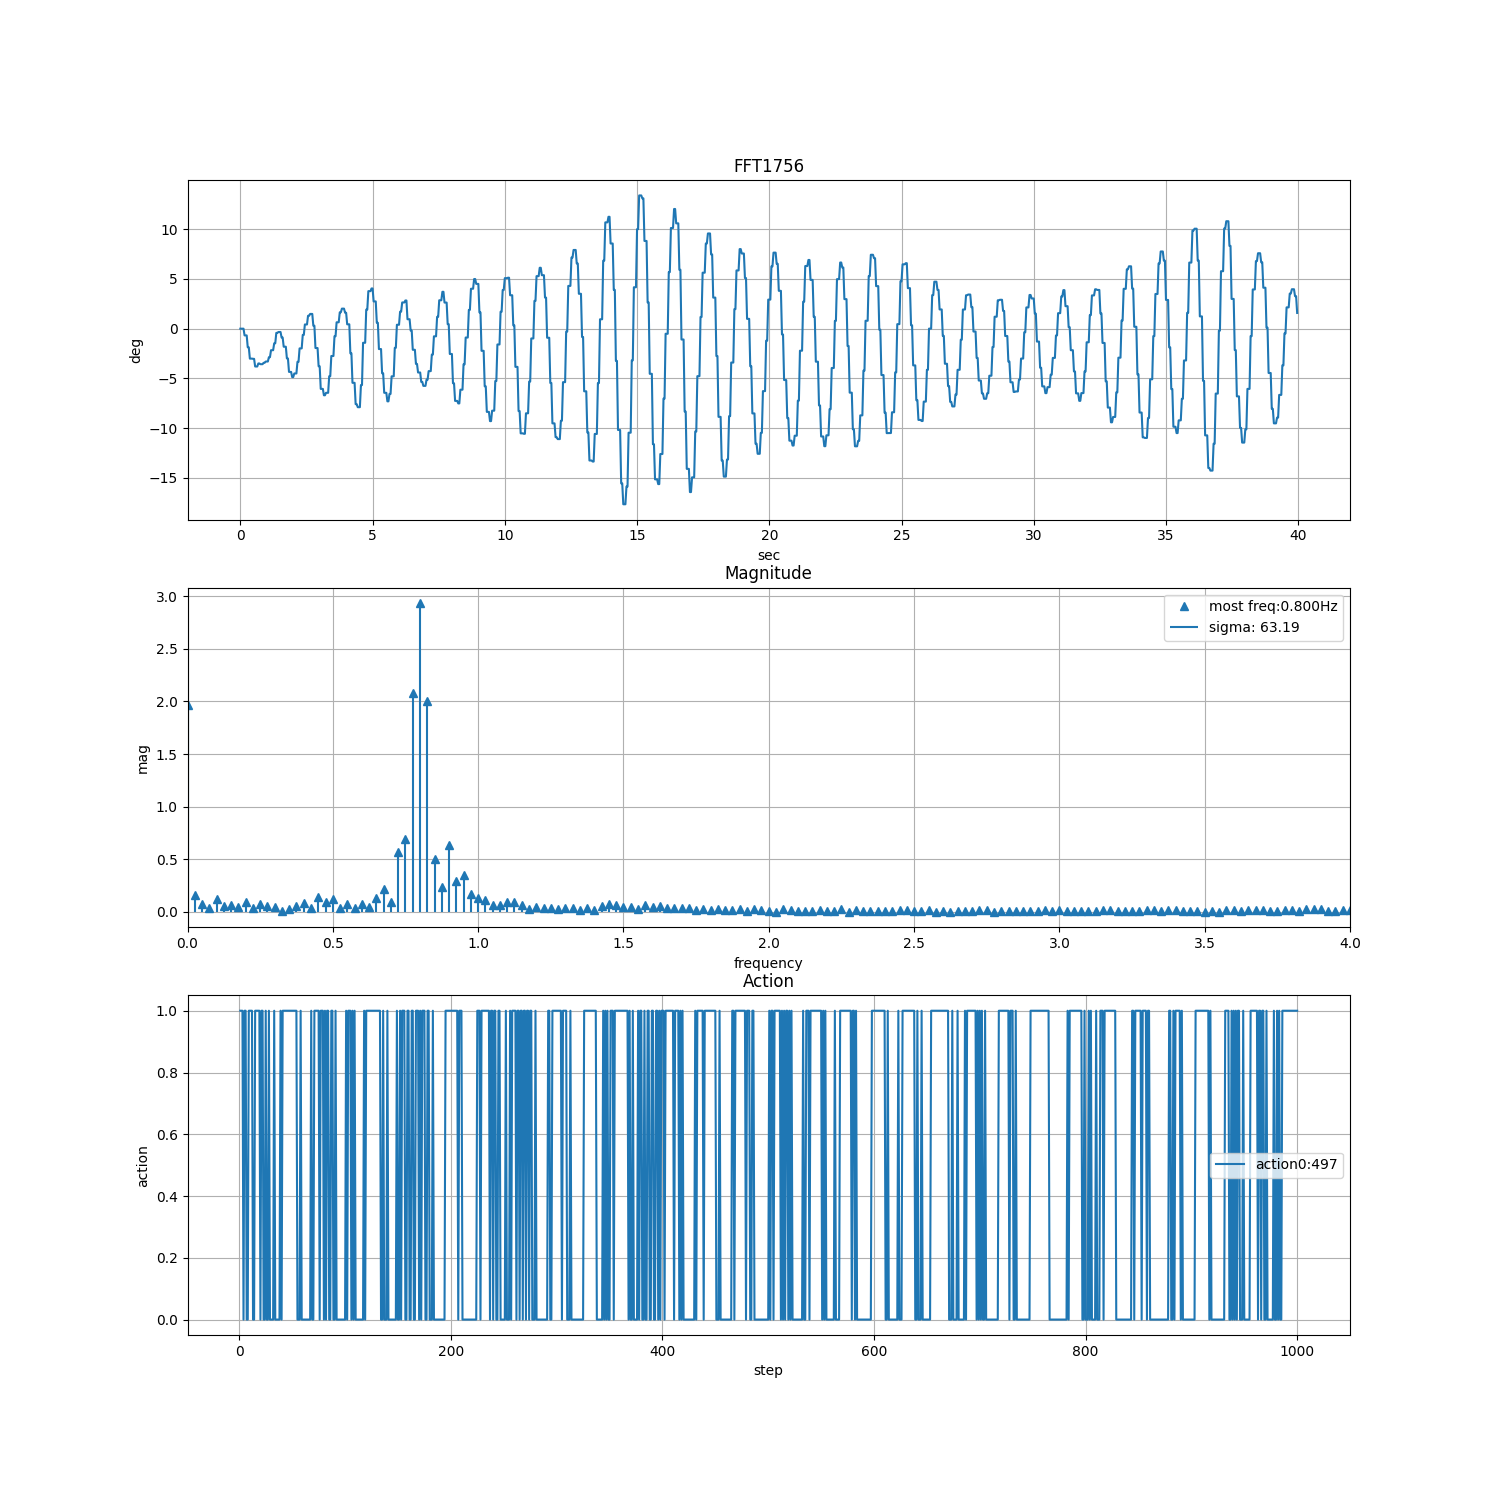 FFT1756
10
5
0
−5
−10
−15
deg
0 5 10 15 20 25 30 35 40
sec
Magnitude
3.0
2.5
2.0
1.5
1.0
0.5
0.0
mag
most freq:0.800Hz
sigma: 63.19
0.0 0.5 1.0 1.5 2.0 2.5 3.0 3.5 4.0
frequency
Action
1.0
0.8
0.6
0.4
0.2
0.0
action
action0:497
0 200 400 600 800 1000
step